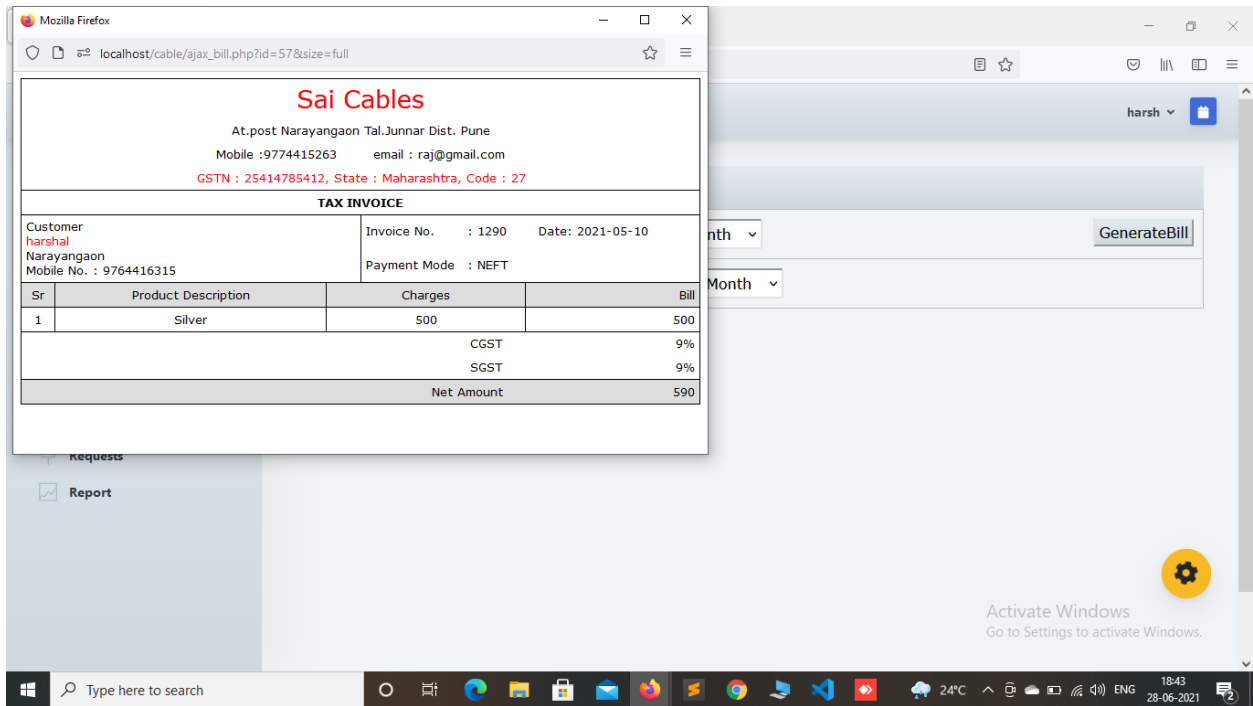 Mozilla Firefox
localhost/cable/ajax_bill.php?id=57&size=full
Sai Cables
At.post Narayangaon Tal.Junnar Dist. Pune
Mobile :9774415263 email : raj@gmail.com
GSTN : 25414785412, State : Maharashtra, Code : 27
TAX INVOICE
Customer
harshal
Narayangaon
Mobile No. : 9764416315
Invoice No. : 1290 Date: 2021-05-10
Payment Mode : NEFT
Sr Product Description Charges Bill
1 Silver 500 500
CGST 9%
SGST 9%
Net Amount 590
harsh
nth GenerateBill
Month
Requests
Report
Activate Windows
Go to Settings to activate Windows.
Type here to search
24°C ENG
18:43
28-06-2021
2